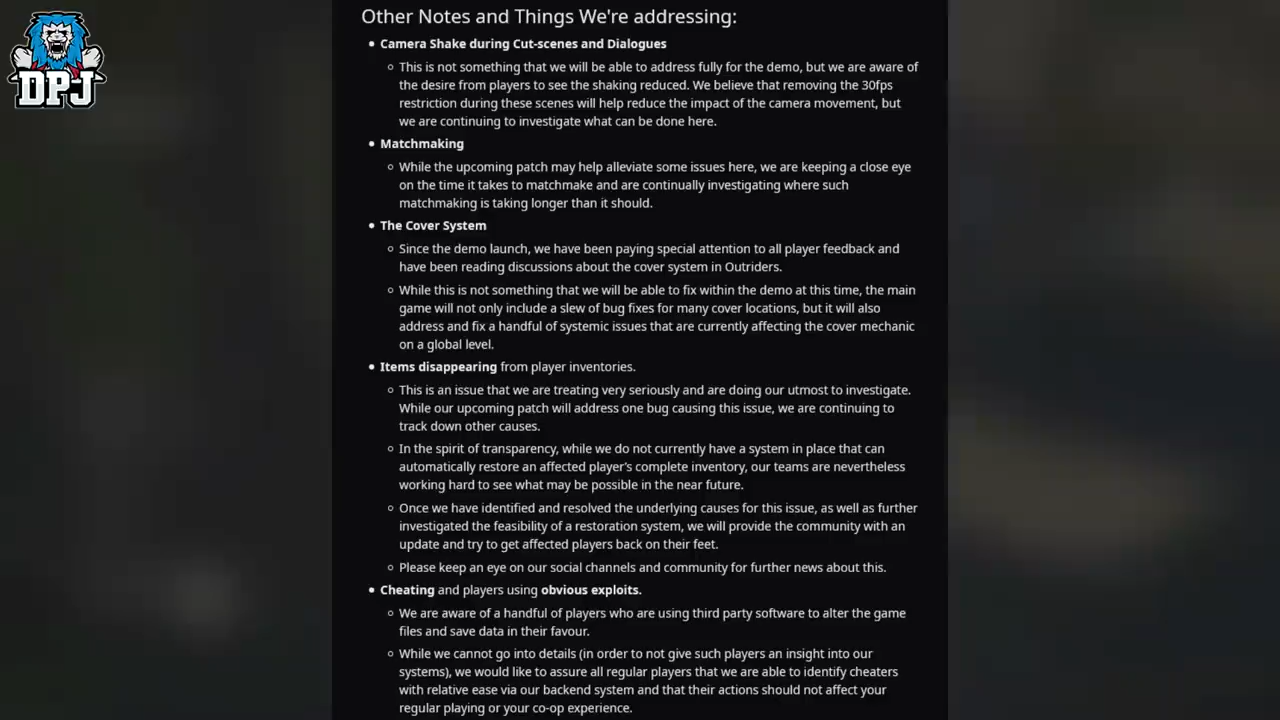 DPJ
Other Notes and Things We're addressing:
• Camera Shake during Cut-scenes and Dialogues
◦ This is not something that we will be able to address fully for the demo, but we are aware of
the desire from players to see the shaking reduced. We believe that removing the 30fps
restriction during these scenes will help reduce the impact of the camera movement, but
we are continuing to investigate what can be done here.
• Matchmaking
◦ While the upcoming patch may help alleviate some issues here, we are keeping a close eye
on the time it takes to matchmake and are continually investigating where such
matchmaking is taking longer than it should.
• The Cover System
◦ Since the demo launch, we have been paying special attention to all player feedback and
have been reading discussions about the cover system in Outriders.
◦ While this is not something that we will be able to fix within the demo at this time, the main
game will not only include a slew of bug fixes for many cover locations, but it will also
address and fix a handful of systemic issues that are currently affecting the cover mechanic
on a global level.
• Items disappearing from player inventories.
◦ This is an issue that we are treating very seriously and are doing our utmost to investigate.
While our upcoming patch will address one bug causing this issue, we are continuing to
track down other causes.
◦ In the spirit of transparency, while we do not currently have a system in place that can
automatically restore an affected player's complete inventory, our teams are nevertheless
working hard to see what may be possible in the near future.
◦ Once we have identified and resolved the underlying causes for this issue, as well as further
investigated the feasibility of a restoration system, we will provide the community with an
update and try to get affected players back on their feet.
◦ Please keep an eye on our social channels and community for further news about this.
• Cheating and players using obvious exploits.
◦ We are aware of a handful of players who are using third party software to alter the game
files and save data in their favour.
◦ While we cannot go into details (in order to not give such players an insight into our
systems), we would like to assure all regular players that we are able to identify cheaters
with relative ease via our backend system and that their actions should not affect your
regular playing or your co-op experience.